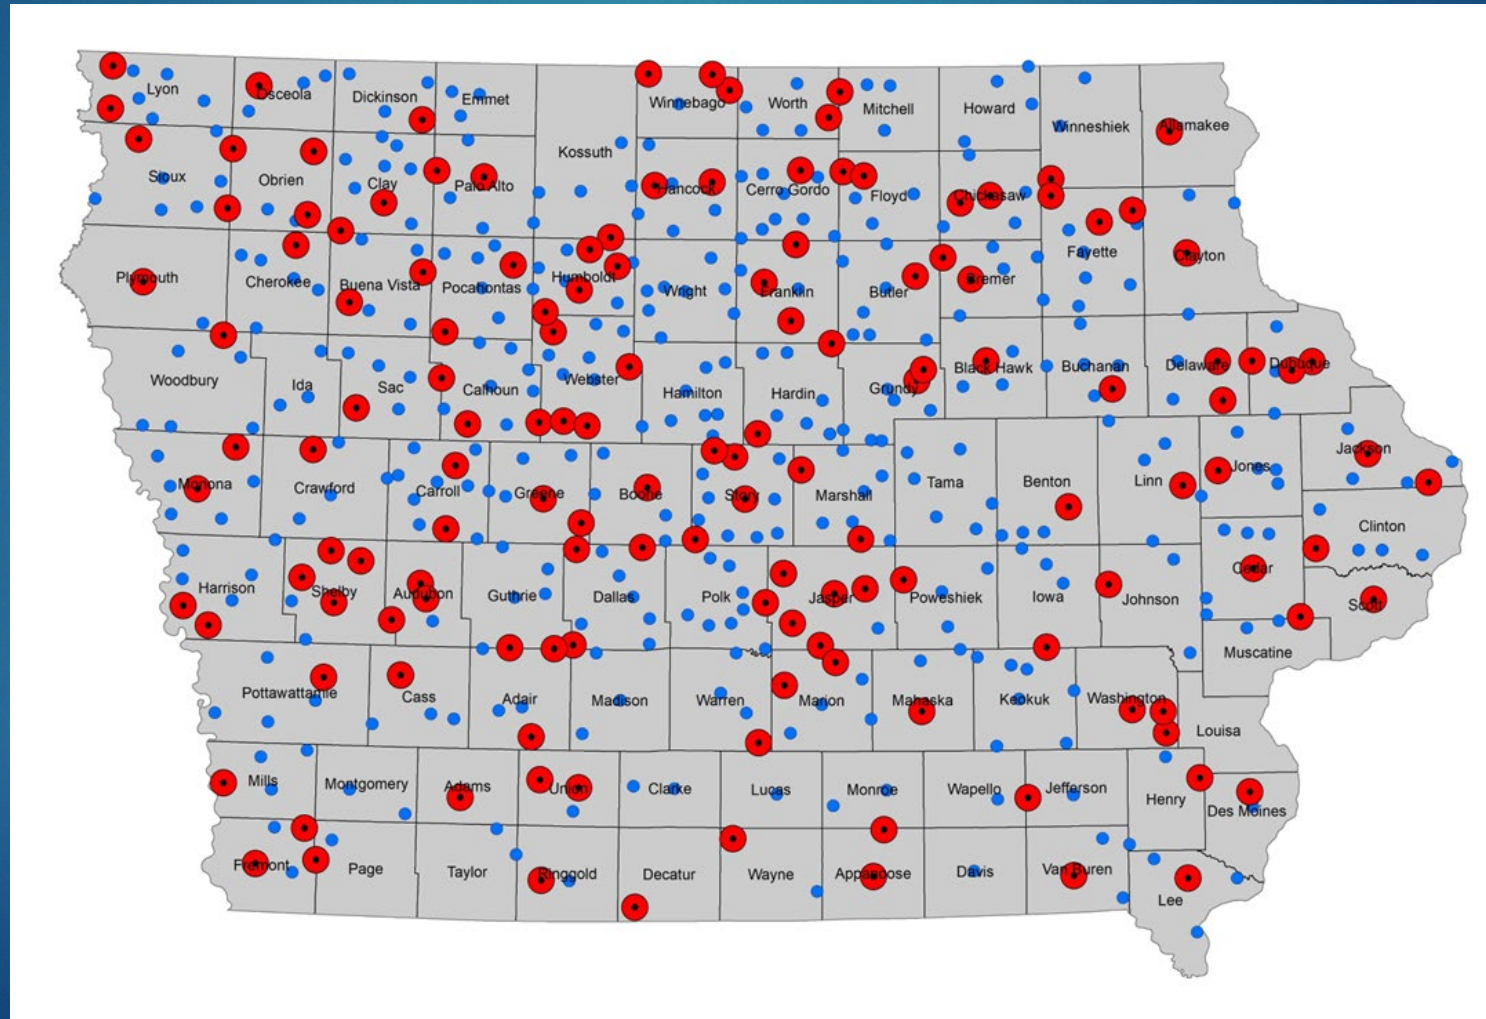 Lyon
Osceola
Dickinson
Emmet
Winnebago
Worth
Mitchell
Howard
Winneshiek
Allamakee
Kossuth
Sioux
Obrien
Clay
Palo Alto
Hancock
Cerro Gordo
Floyd
Chickasaw
Fayette
Clayton
Plymouth
Cherokee
Buena Vista
Pocahontas
Humboldt
Wright
Franklin
Butler
Bremer
Woodbury
Ida
Sac
Calhoun
Webster
Hamilton
Hardin
Grundy
Black Hawk
Buchanan
Delaware
Dubuque
Monona
Crawford
Carroll
Greene
Boone
Story
Marshall
Tama
Benton
Linn
Jones
Jackson
Clinton
Harrison
Shelby
Audubon
Guthrie
Dallas
Polk
Jasper
Poweshiek
Iowa
Johnson
Cedar
Scott
Muscatine
Pottawattamie
Cass
Adair
Madison
Warren
Marion
Mahaska
Keokuk
Washington
Louisa
Mills
Montgomery
Adams
Union
Clarke
Lucas
Monroe
Wapello
Jefferson
Henry
Des Moines
Fremont
Page
Taylor
Ringgold
Decatur
Wayne
Appanoose
Davis
Van Buren
Lee